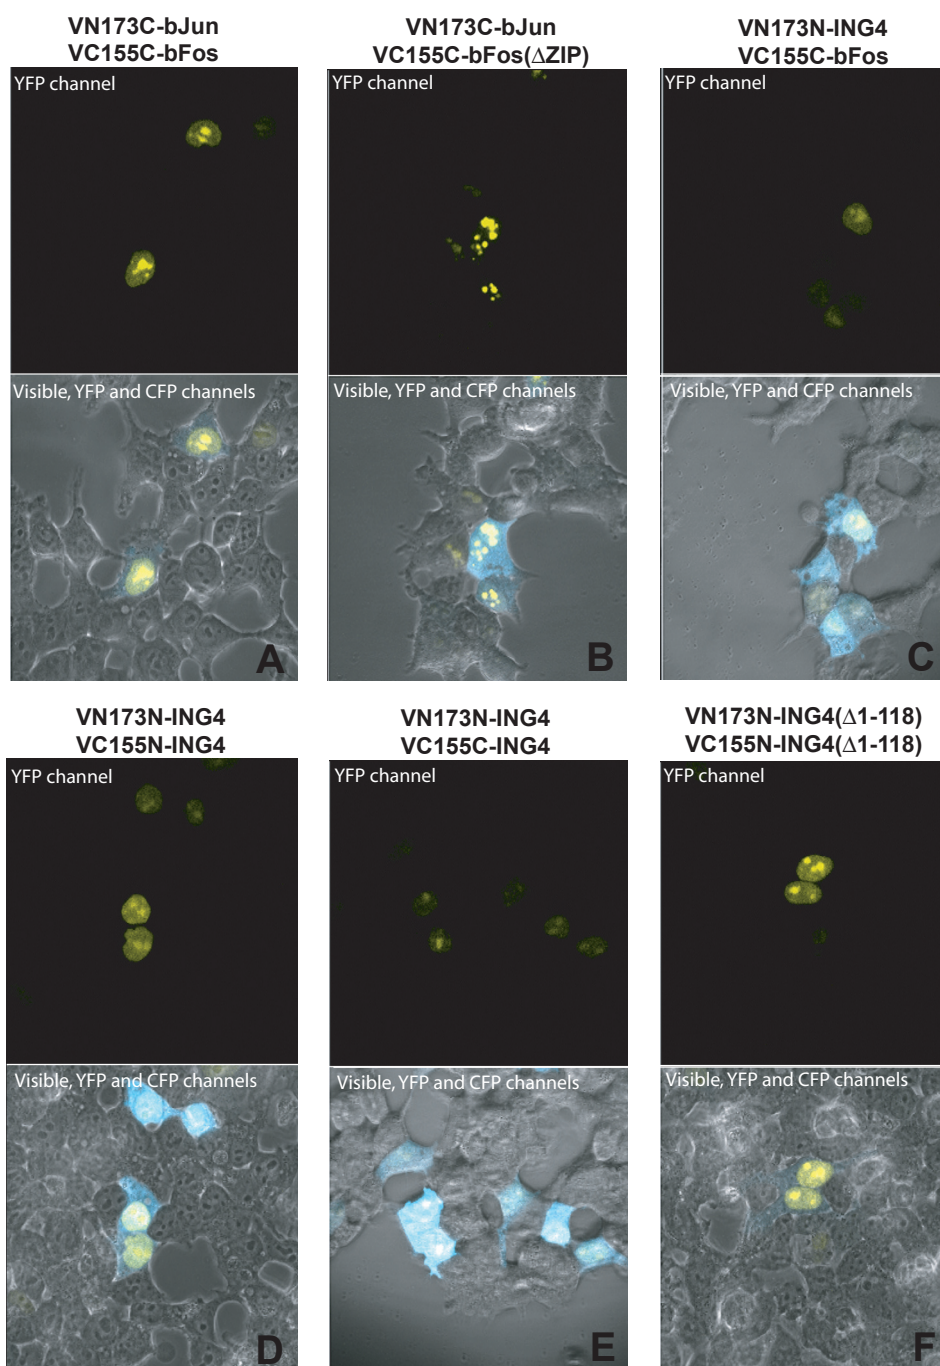 VN173C-bJun
VC155C-bFos
YFP channel
Visible, YFP and CFP channels
A
VN173C-bJun
VC155C-bFos(ΔZIP)
YFP channel
Visible, YFP and CFP channels
B
VN173N-ING4
VC155C-bFos
YFP channel
Visible, YFP and CFP channels
C
VN173N-ING4
VC155N-ING4
YFP channel
Visible, YFP and CFP channels
D
VN173N-ING4
VC155C-ING4
YFP channel
Visible, YFP and CFP channels
E
VN173N-ING4(Δ1-118)
VC155N-ING4(Δ1-118)
YFP channel
Visible, YFP and CFP channels
F